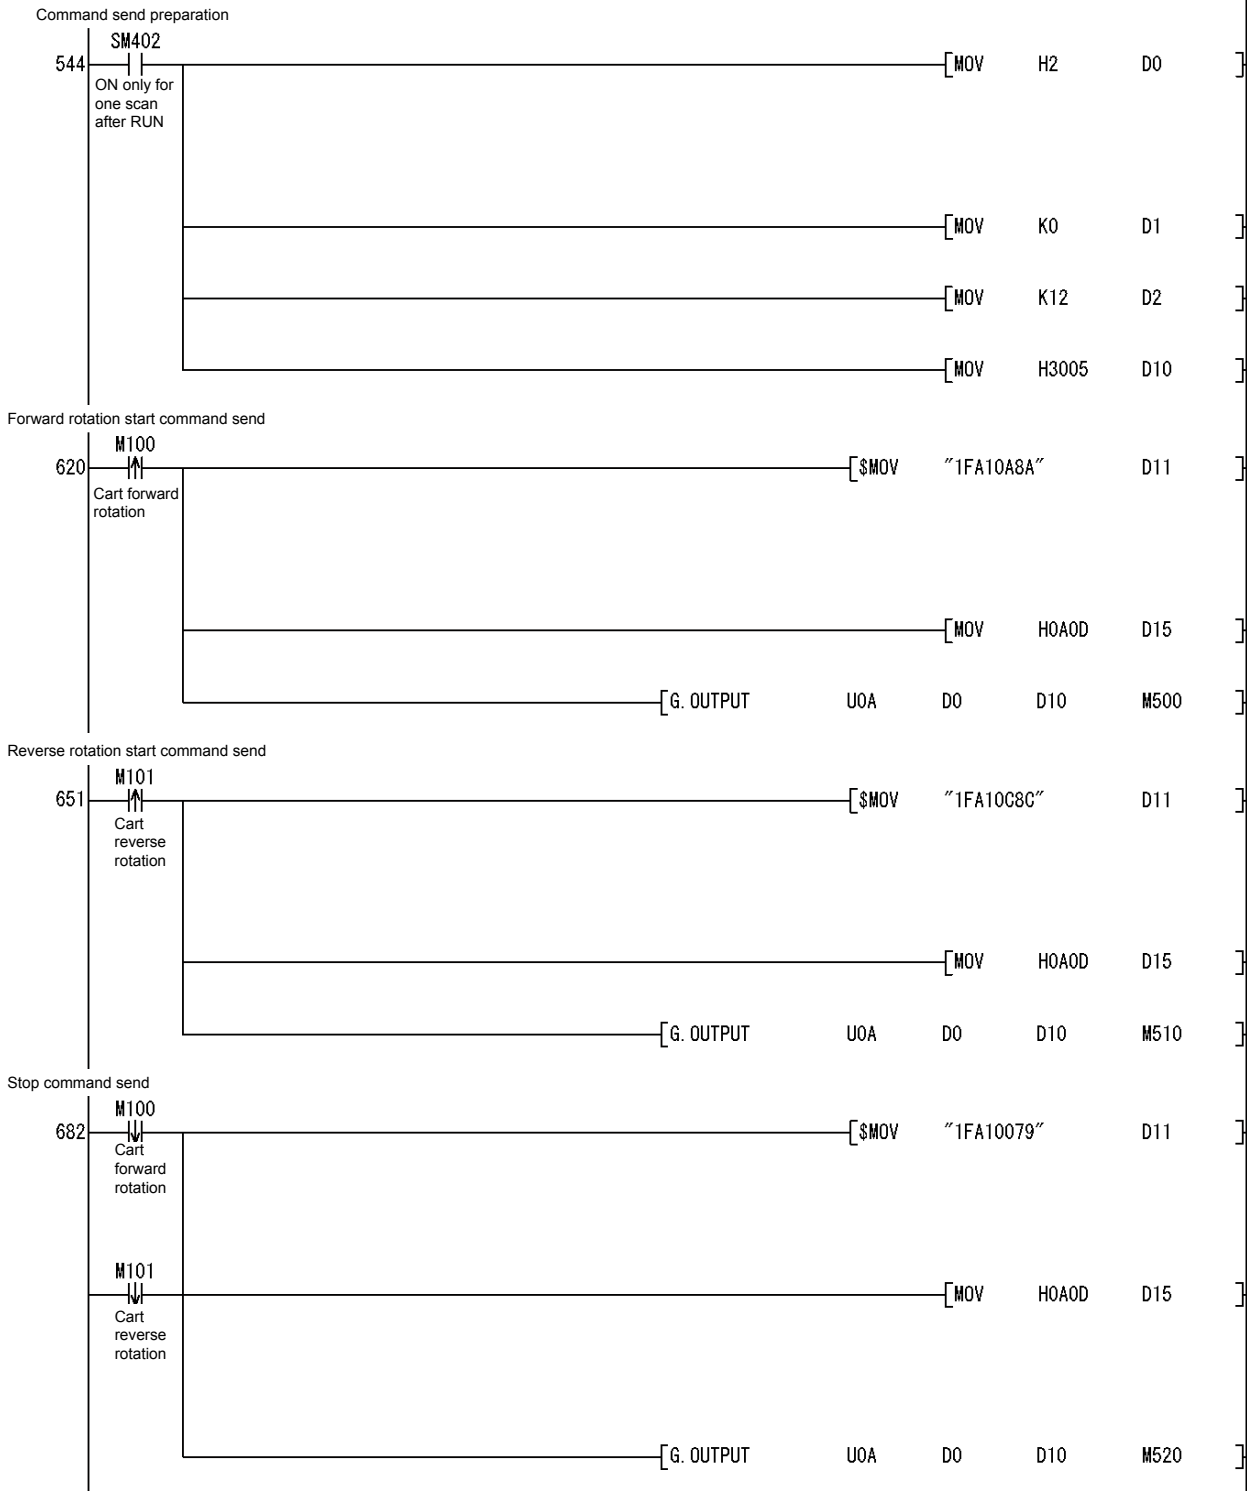 Command send preparation
SM402
544 [MOV H2 D0 ]
ON only for
one scan
after RUN
[MOV K0 D1 ]
[MOV K12 D2 ]
[MOV H3005 D10 ]
Forward rotation start command send
M100
620 [$MOV "1FA10A8A" D11 ]
Cart forward
rotation
[MOV H0A0D D15 ]
[G.OUTPUT U0A D0 D10 M500 ]
Reverse rotation start command send
M101
651 [$MOV "1FA10C8C" D11 ]
Cart
reverse
rotation
[MOV H0A0D D15 ]
[G.OUTPUT U0A D0 D10 M510 ]
Stop command send
M100
682 [$MOV "1FA10079" D11 ]
Cart
forward
rotation
M101
[MOV H0A0D D15 ]
Cart
reverse
rotation
[G.OUTPUT U0A D0 D10 M520 ]